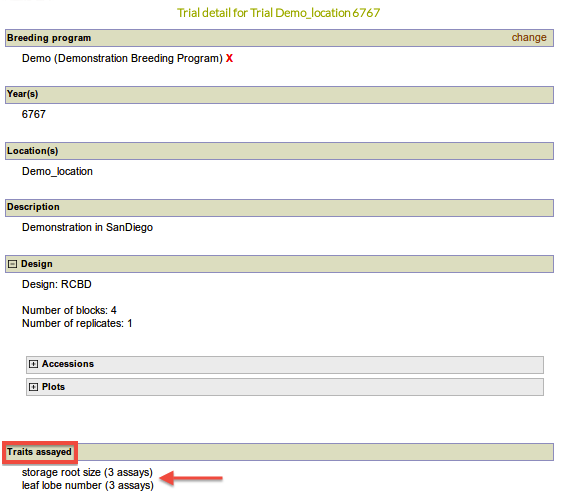 Trial detail for Trial Demo_location 6767
Breeding program change
Demo (Demonstration Breeding Program) X
Year(s)
6767
Location(s)
Demo_location
Description
Demonstration in SanDiego
Design
Design: RCBD
Number of blocks: 4
Number of replicates: 1
Accessions
Plots
Traits assayed
storage root size (3 assays)
leaf lobe number (3 assays)